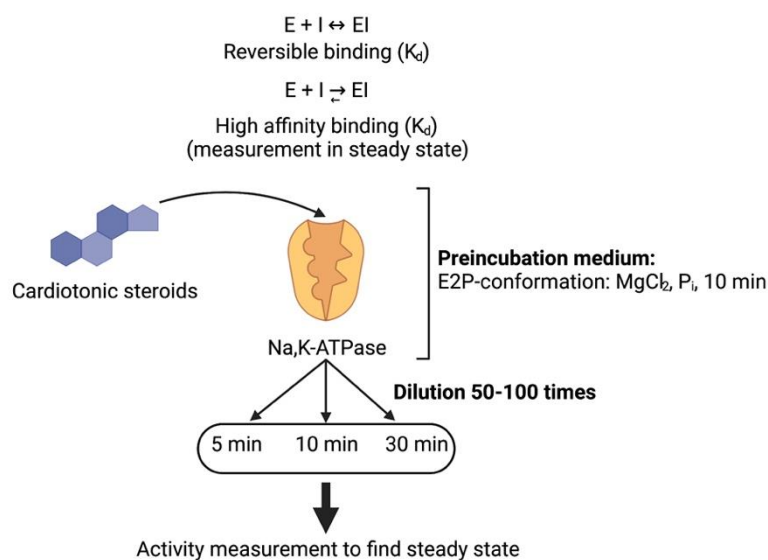 E + I ↔ EI
Reversible binding (K_d)
E + I ⇄ EI
High affinity binding (K_d)
(measurement in steady state)
Cardiotonic steroids
Preincubation medium:
E2P-conformation: MgCl₂, Pᵢ, 10 min
Na,K-ATPase
Dilution 50-100 times
5 min 10 min 30 min
Activity measurement to find steady state